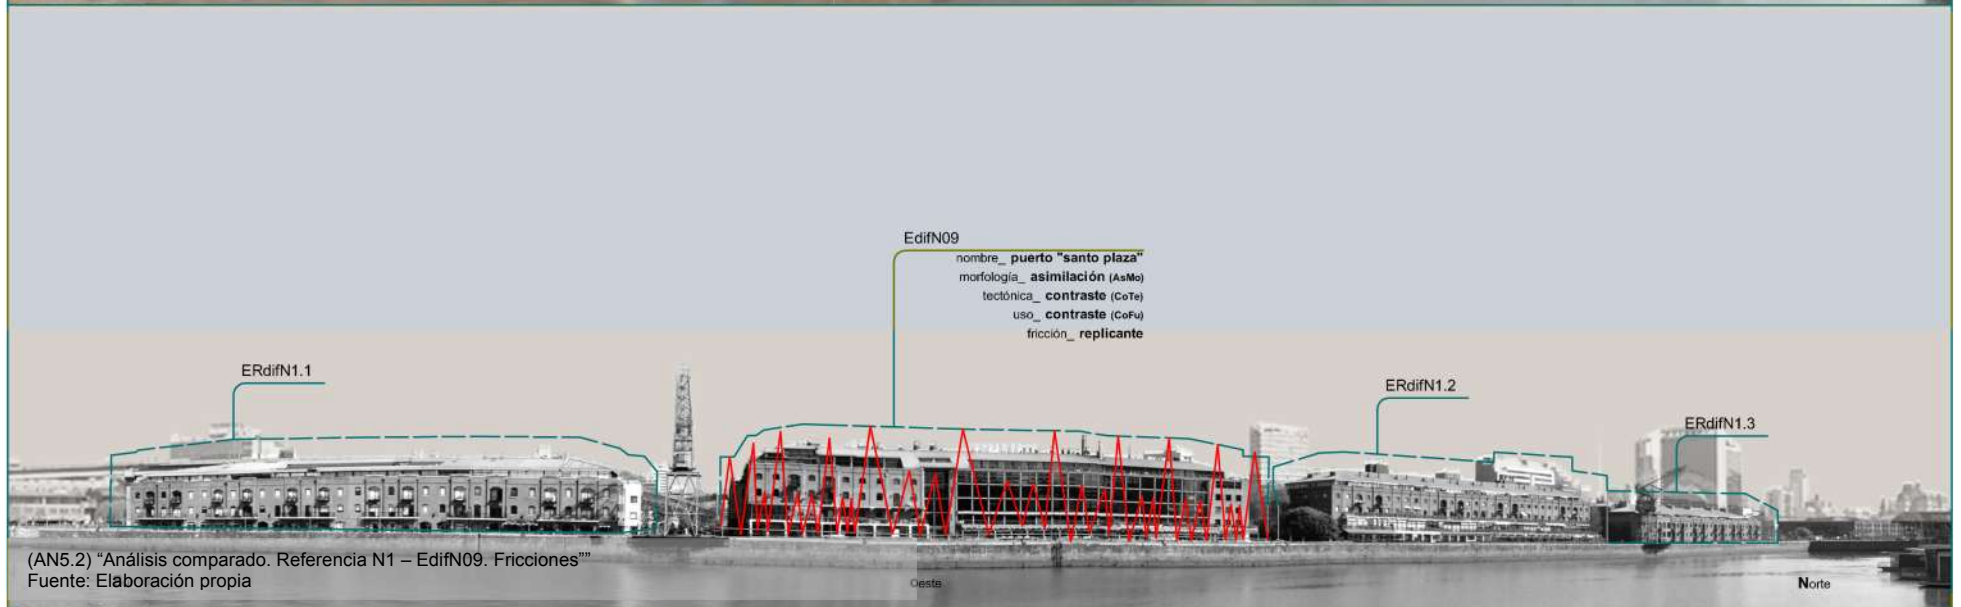 EdifN09
nombre_ puerto "santo plaza"
morfología_ asimilación (AsMo)
tectónica_ contraste (CoTe)
uso_ contraste (CoFu)
fricción_ replicante
ERdifN1.1
ERdifN1.2
ERdifN1.3
(AN5.2) “Análisis comparado. Referencia N1 – EdifN09. Fricciones””
Fuente: Elaboración propia
Oeste
Norte